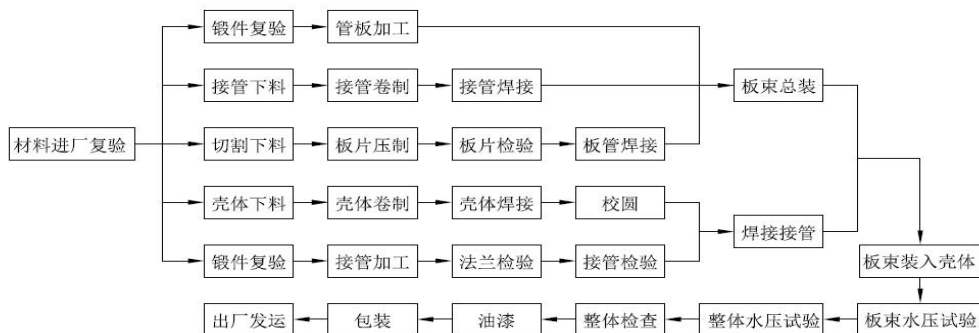 锻件复验
管板加工
接管下料
接管卷制
接管焊接
板束总装
材料进厂复验
切割下料
板片压制
板片检验
板管焊接
壳体下料
壳体卷制
壳体焊接
校圆
焊接接管
锻件复验
接管加工
法兰检验
接管检验
板束装入壳体
出厂发运
包装
油漆
整体检查
整体水压试验
板束水压试验